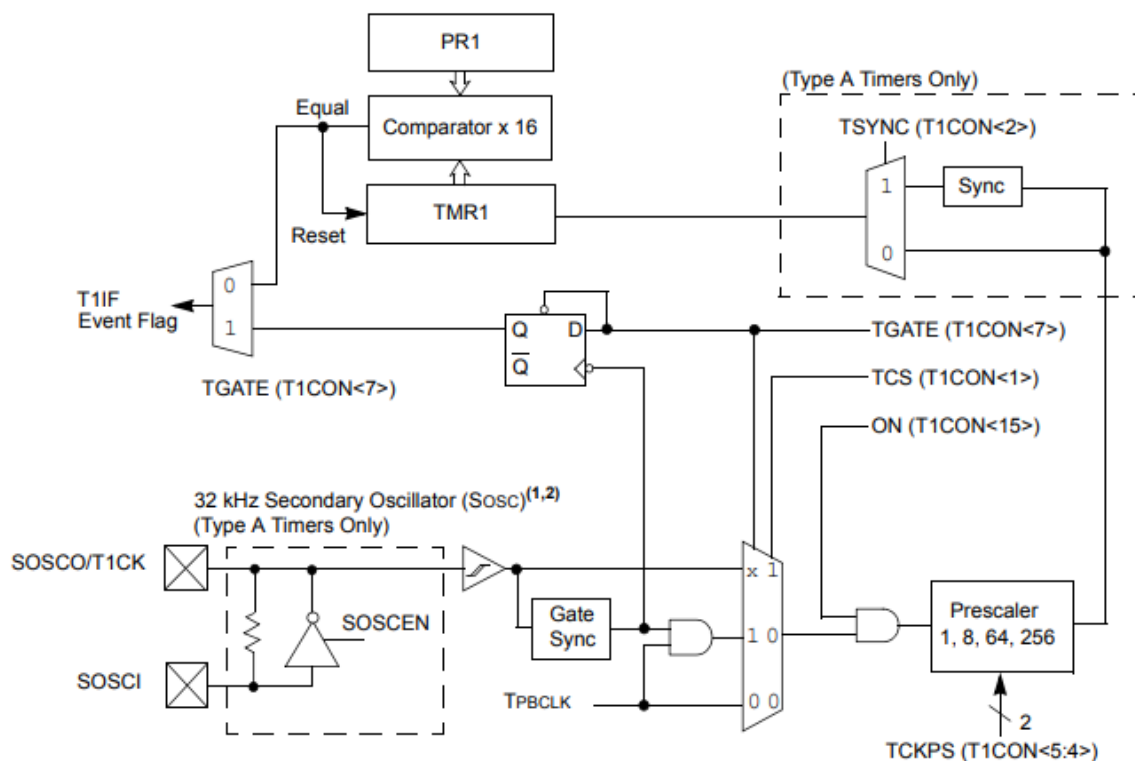 PR1
(Type A Timers Only)
Equal
Comparator x 16
TSYNC (T1CON<2>)
1
Sync
TMR1
Reset
0
0
T1IF
Event Flag
1
Q
D
TGATE (T1CON<7>)
Q̅
TGATE (T1CON<7>)
TCS (T1CON<1>)
ON (T1CON<15>)
32 kHz Secondary Oscillator (SOSC)(1,2)
(Type A Timers Only)
SOSCO/T1CK
x 1
SOSCEN
Gate
Sync
1 0
Prescaler
1, 8, 64, 256
SOSCI
TPBCLK
0 0
2
TCKPS (T1CON<5:4>)